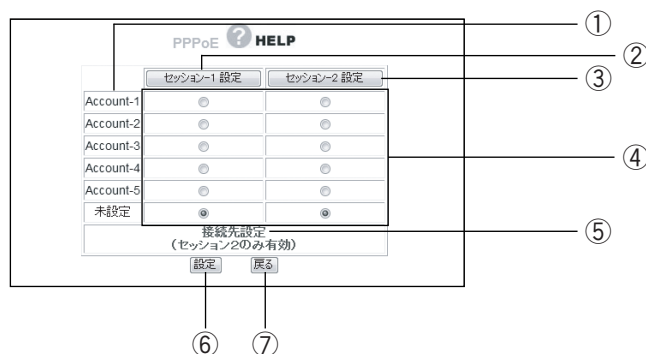 PPPoE ? HELP
①
②
③
④
⑤
⑥
⑦
セッション-1 設定 セッション-2 設定
Account-1
Account-2
Account-3
Account-4
Account-5
未設定
接続先設定
(セッション2のみ有効)
設定 戻る